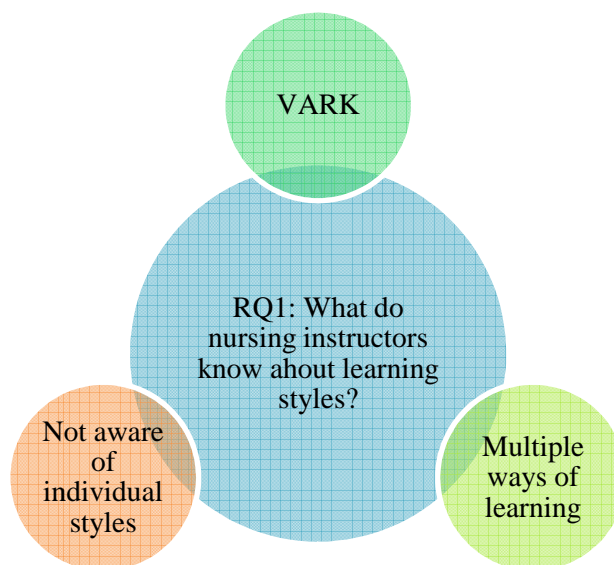 VARK
RQ1: What do
nursing instructors
know ahout learning
styles?
Not aware
of
individual
styles
Multiple
ways of
learning